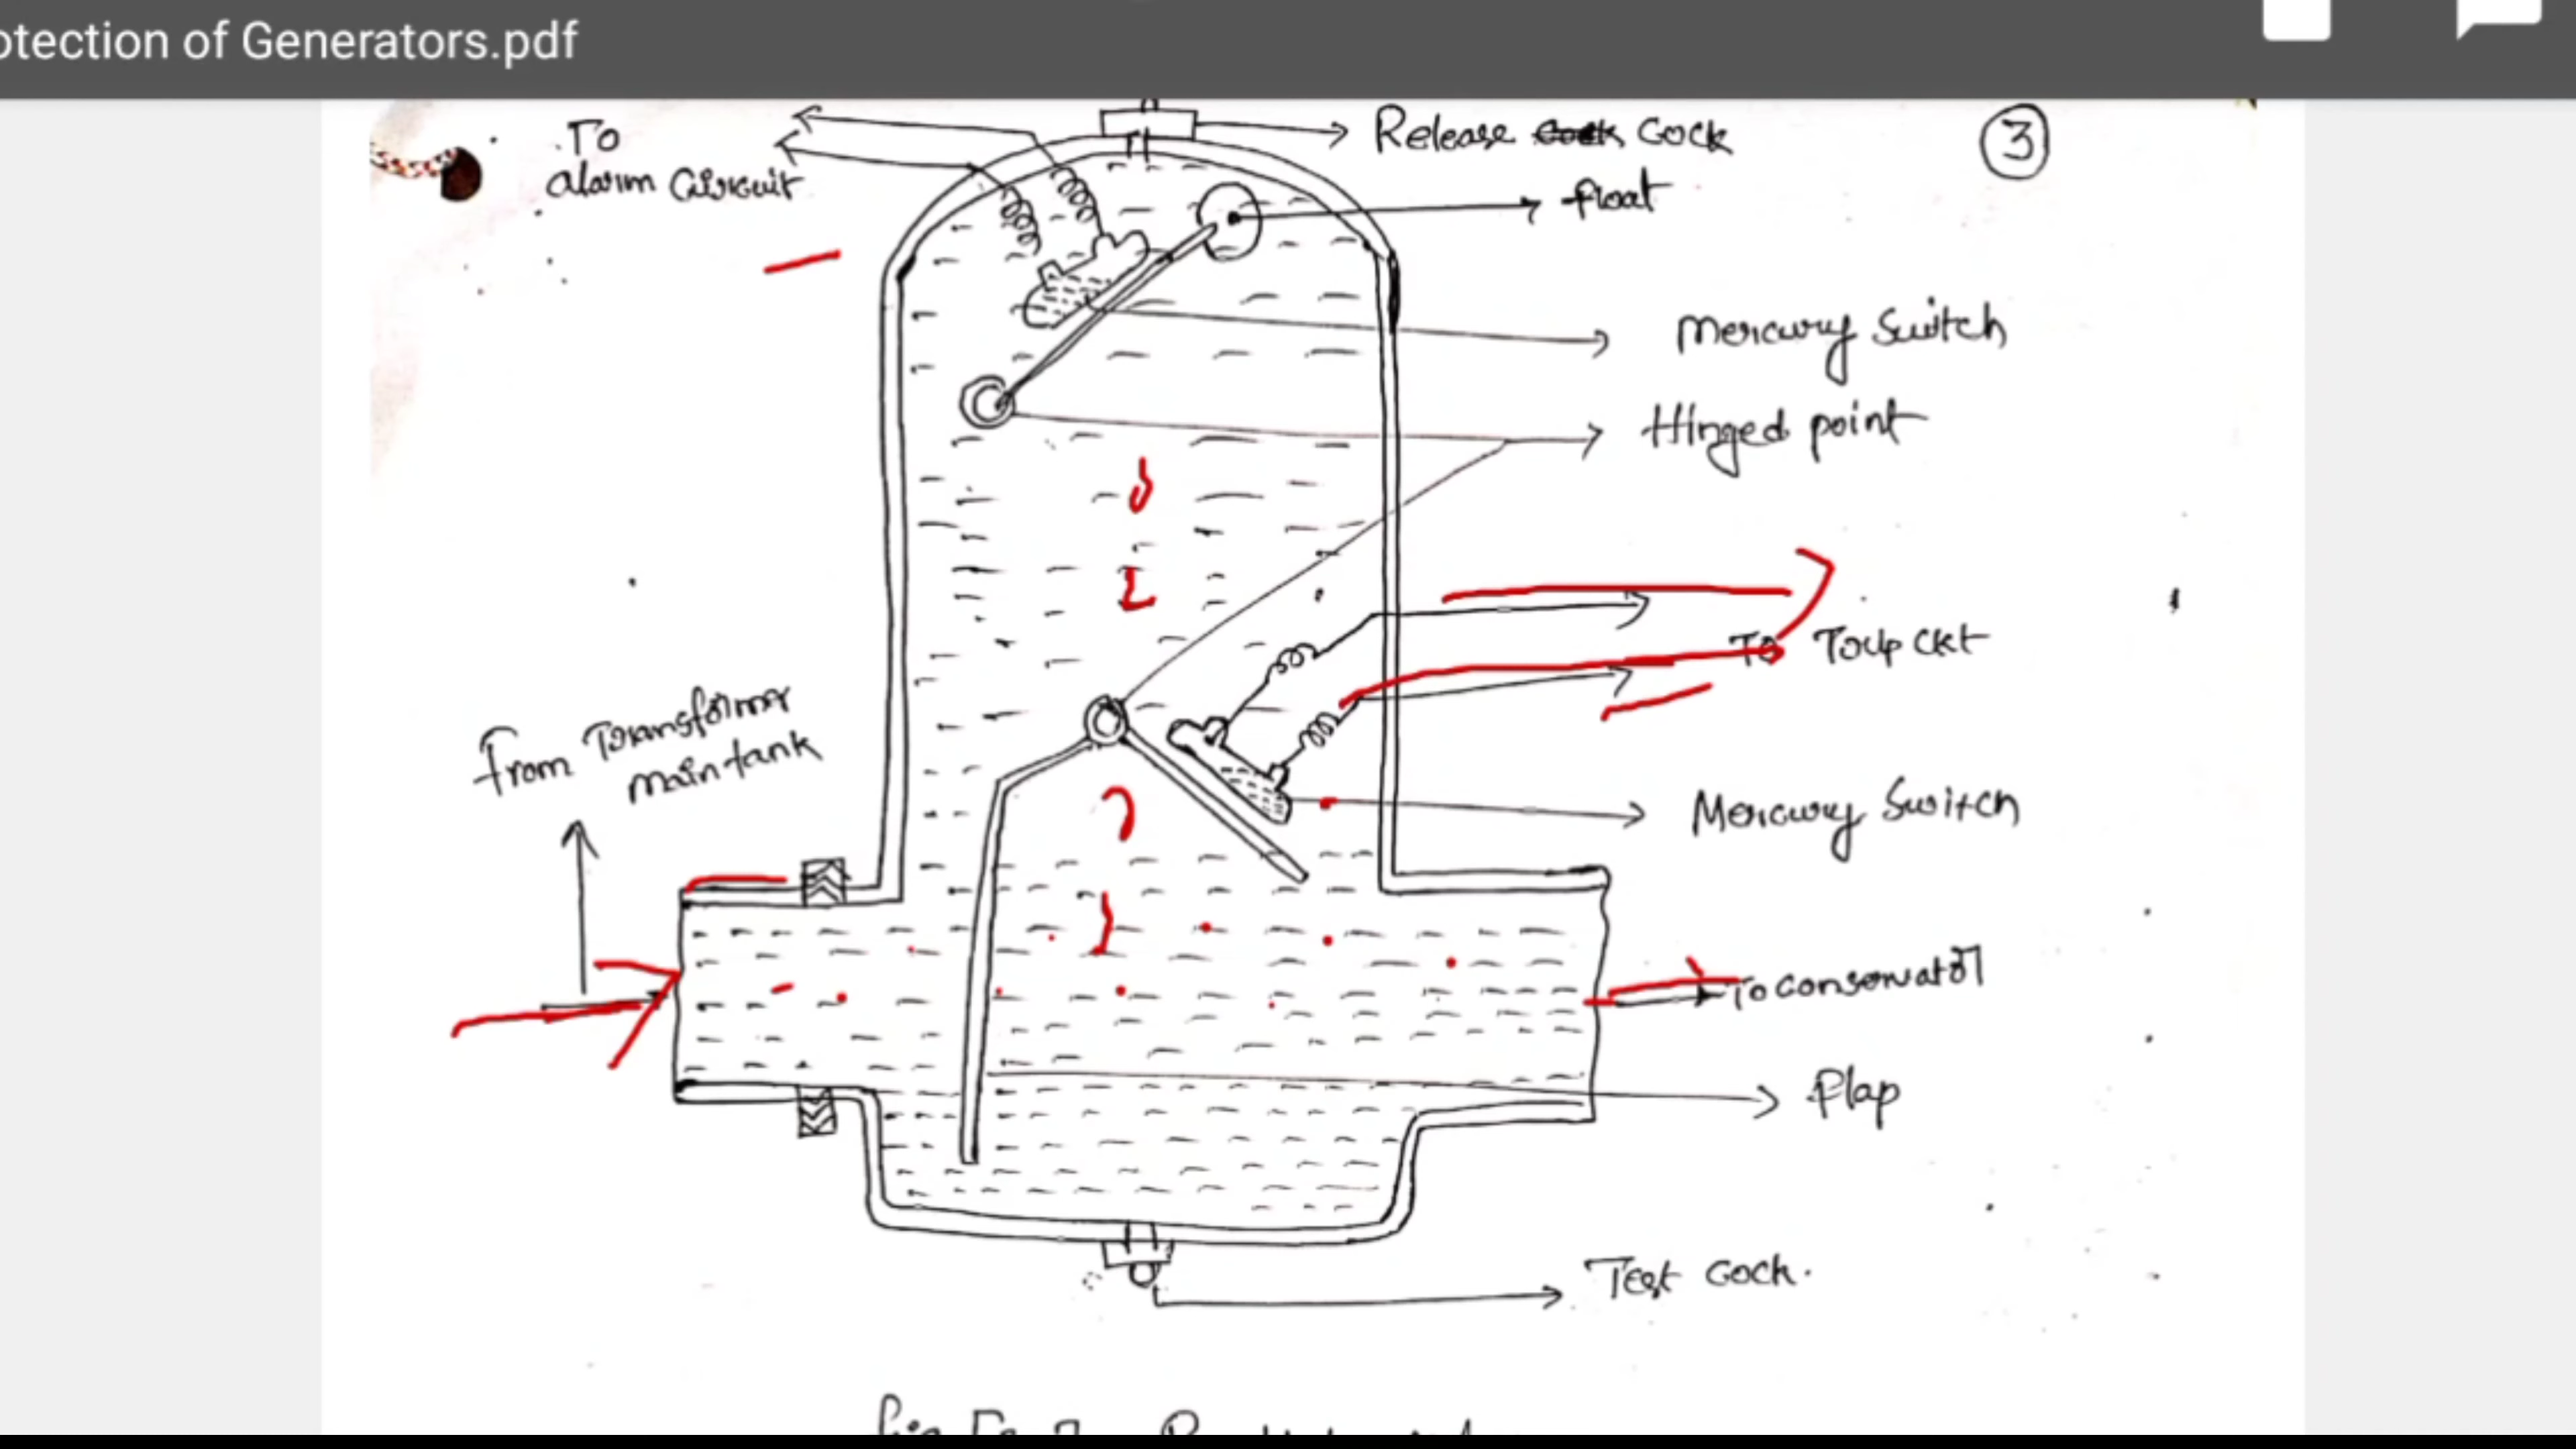 otection of Generators.pdf
To
alarm Circuit
Release Cock Cock
3
float
Mercury Switch
Hinged point
To Trip ckt
from Transformer
main tank
Mercury Switch
To conservator
Flap
Test Cock.